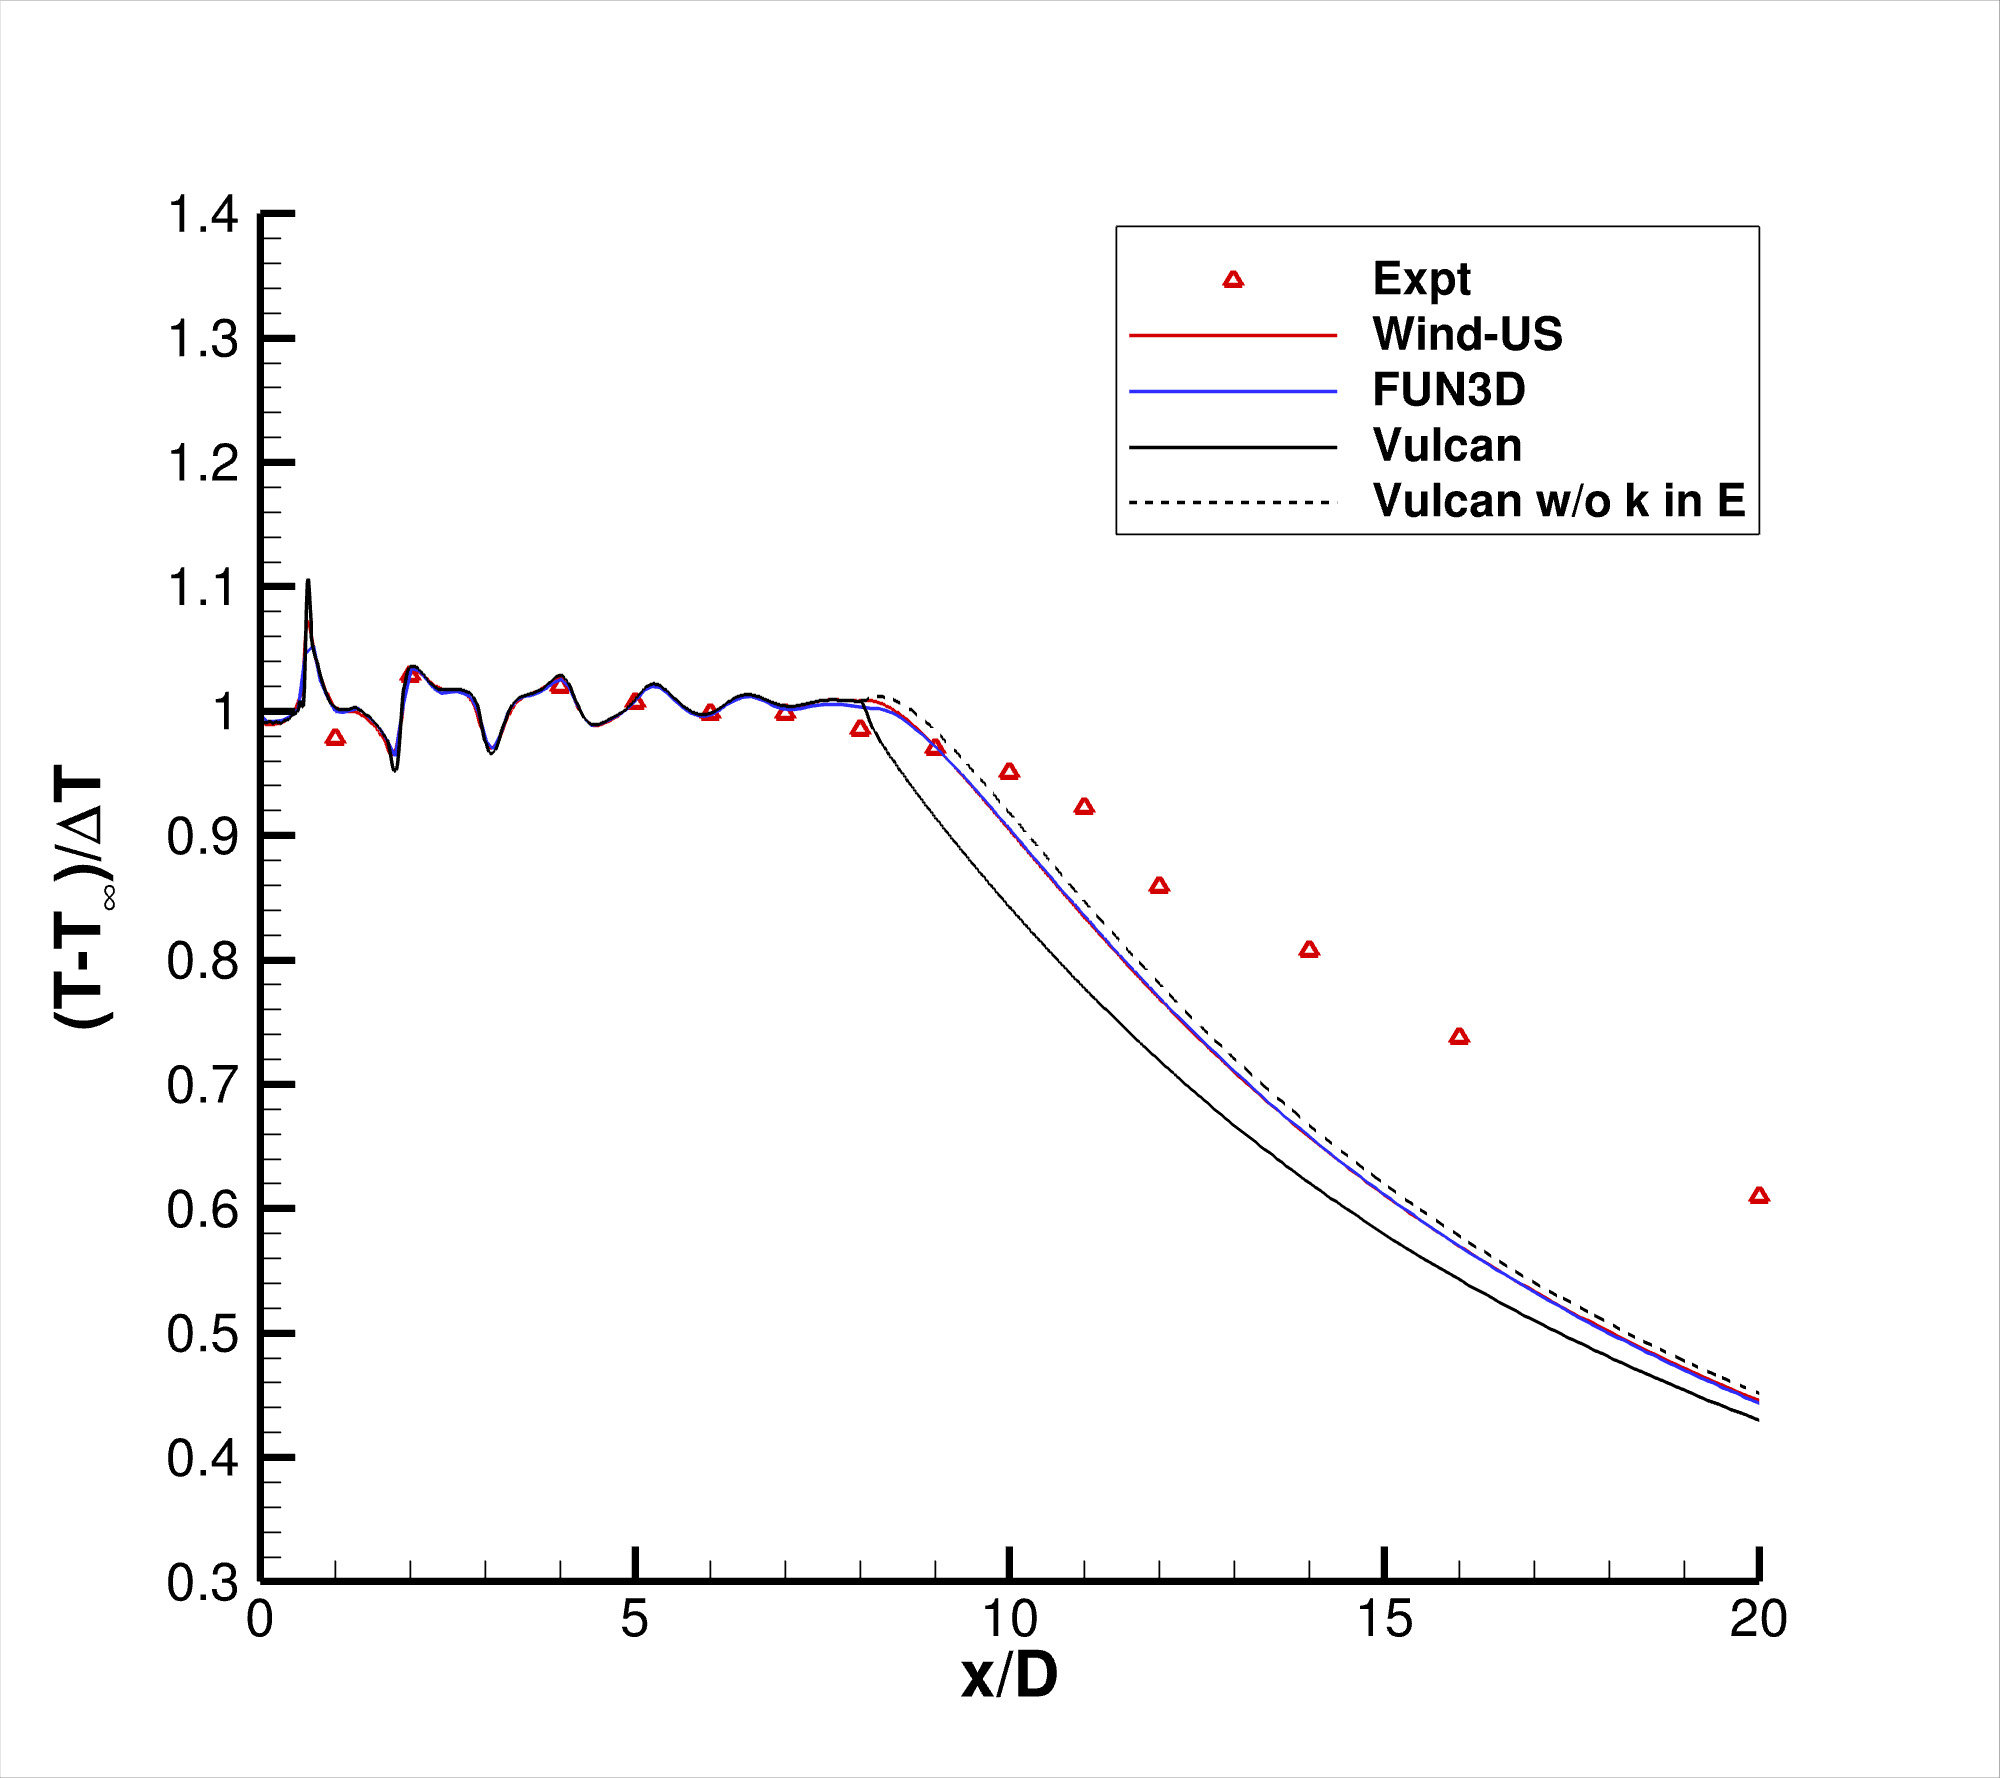 1.4
1.3
1.2
1.1
1
0.9
0.8
0.7
0.6
0.5
0.4
0.3
(T-T∞)/ΔT
0 5 10 15 20
x/D
Expt
Wind-US
FUN3D
Vulcan
Vulcan w/o k in E